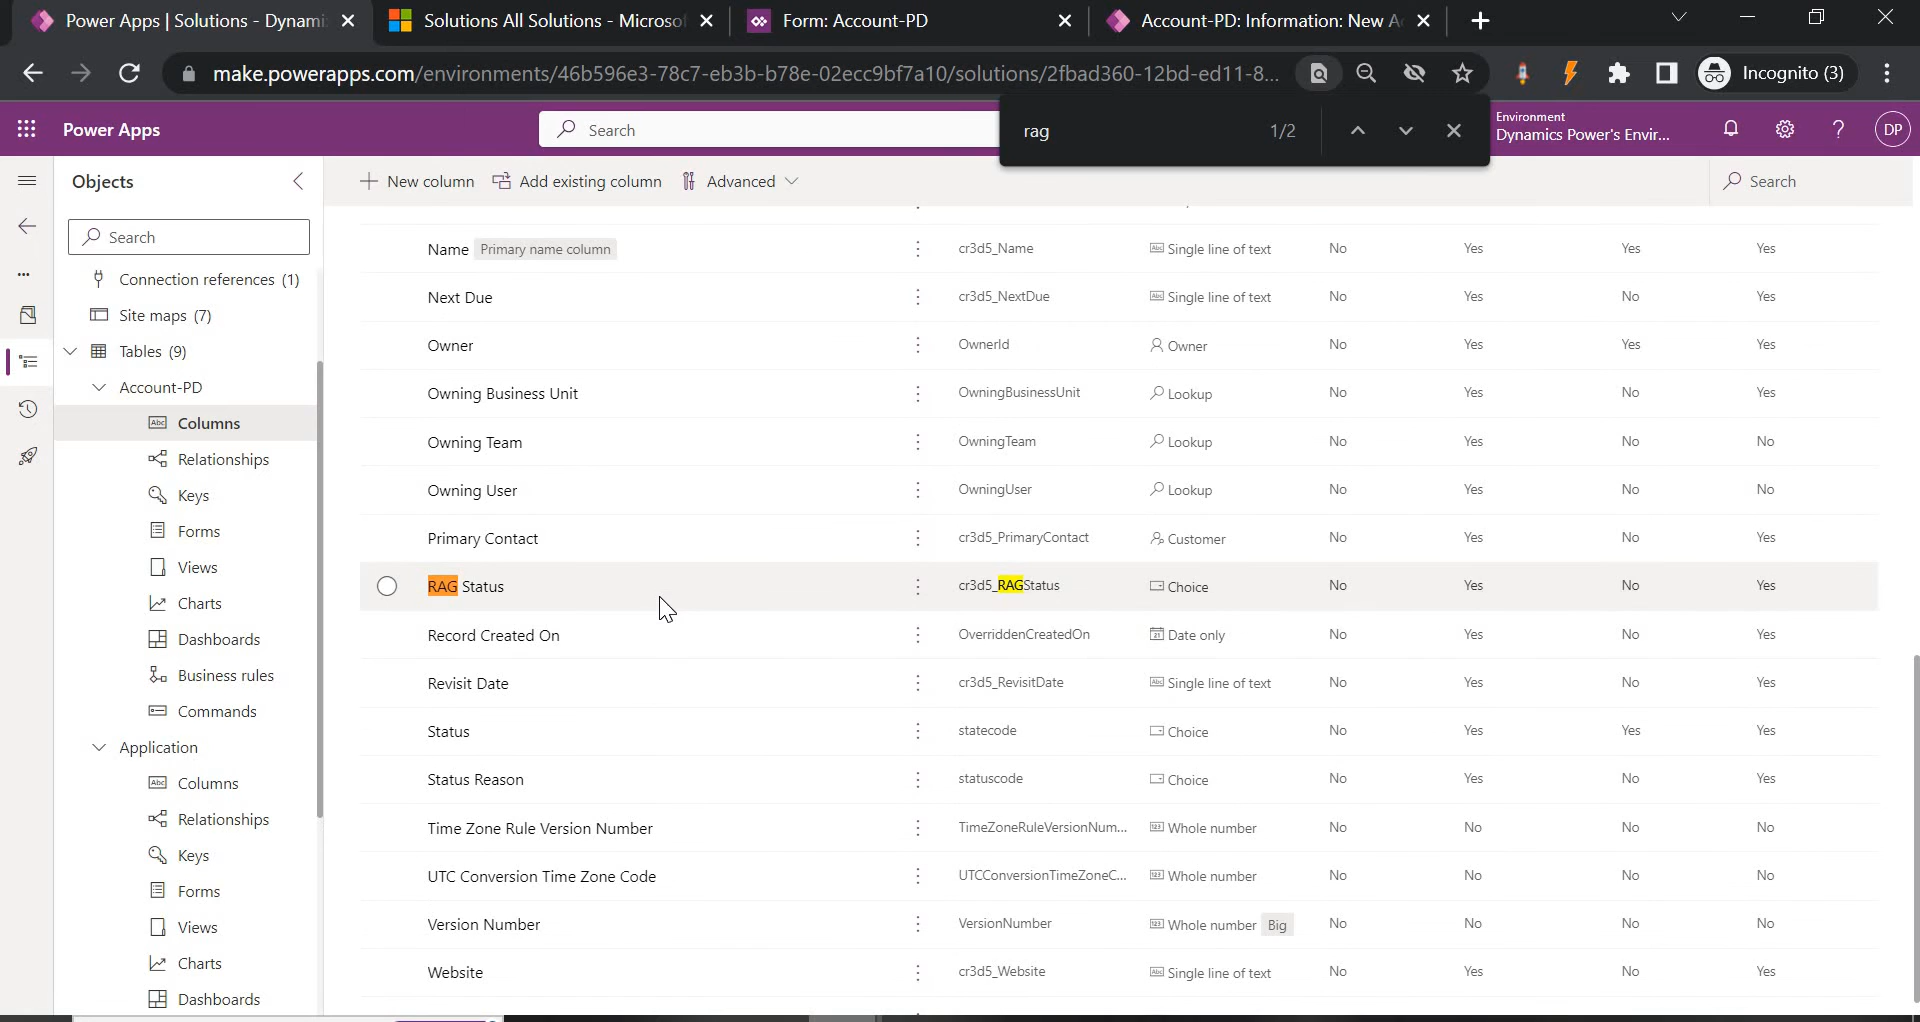 Power Apps | Solutions - Dynami
Solutions All Solutions - Microsof
Form: Account-PD
Account-PD: Information: New A
make.powerapps.com/environments/46b596e3-78c7-eb3b-b78e-02ecc9bf7a10/solutions/2fbad360-12bd-ed11-8...
Incognito (3)
Power Apps
Search
rag 1/2
Environment
Dynamics Power's Envir...
DP
Objects
New column
Add existing column
Advanced
Search
Search
Connection references (1)
Site maps (7)
Tables (9)
Account-PD
Columns
Relationships
Keys
Forms
Views
Charts
Dashboards
Business rules
Commands
Application
Columns
Relationships
Keys
Forms
Views
Charts
Dashboards
Name Primary name column cr3d5_Name Single line of text No Yes Yes Yes
Next Due cr3d5_NextDue Single line of text No Yes No Yes
Owner OwnerId Owner No Yes Yes Yes
Owning Business Unit OwningBusinessUnit Lookup No Yes No Yes
Owning Team OwningTeam Lookup No Yes No No
Owning User OwningUser Lookup No Yes No No
Primary Contact cr3d5_PrimaryContact Customer No Yes No Yes
RAG Status cr3d5_RAGStatus Choice No Yes No Yes
Record Created On OverriddenCreatedOn Date only No Yes No Yes
Revisit Date cr3d5_RevisitDate Single line of text No Yes No Yes
Status statecode Choice No Yes Yes Yes
Status Reason statuscode Choice No Yes No Yes
Time Zone Rule Version Number TimeZoneRuleVersionNum... Whole number No No No No
UTC Conversion Time Zone Code UTCConversionTimeZoneC... Whole number No Yes No No
Version Number VersionNumber Whole number Big No No No No
Website cr3d5_Website Single line of text No Yes No Yes